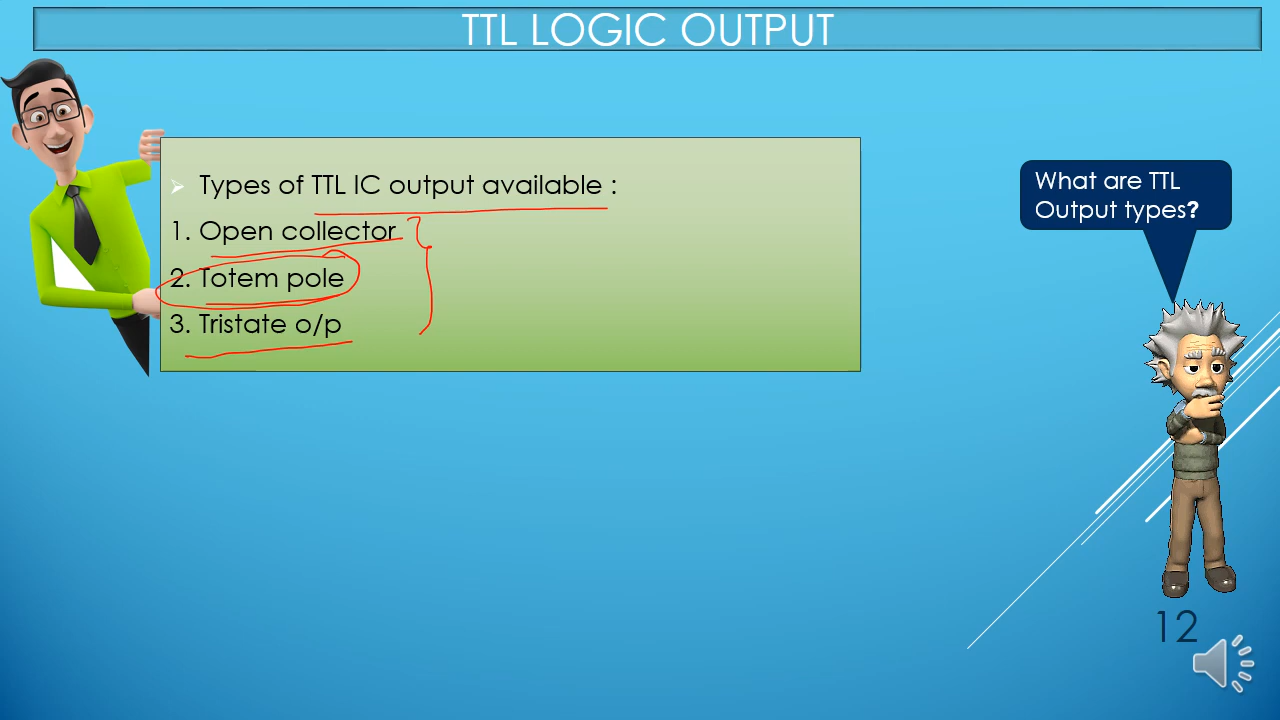 TTL LOGIC OUTPUT
Types of TTL IC output available :
1. Open collector
2. Totem pole
3. Tristate o/p
What are TTL
Output types?
12